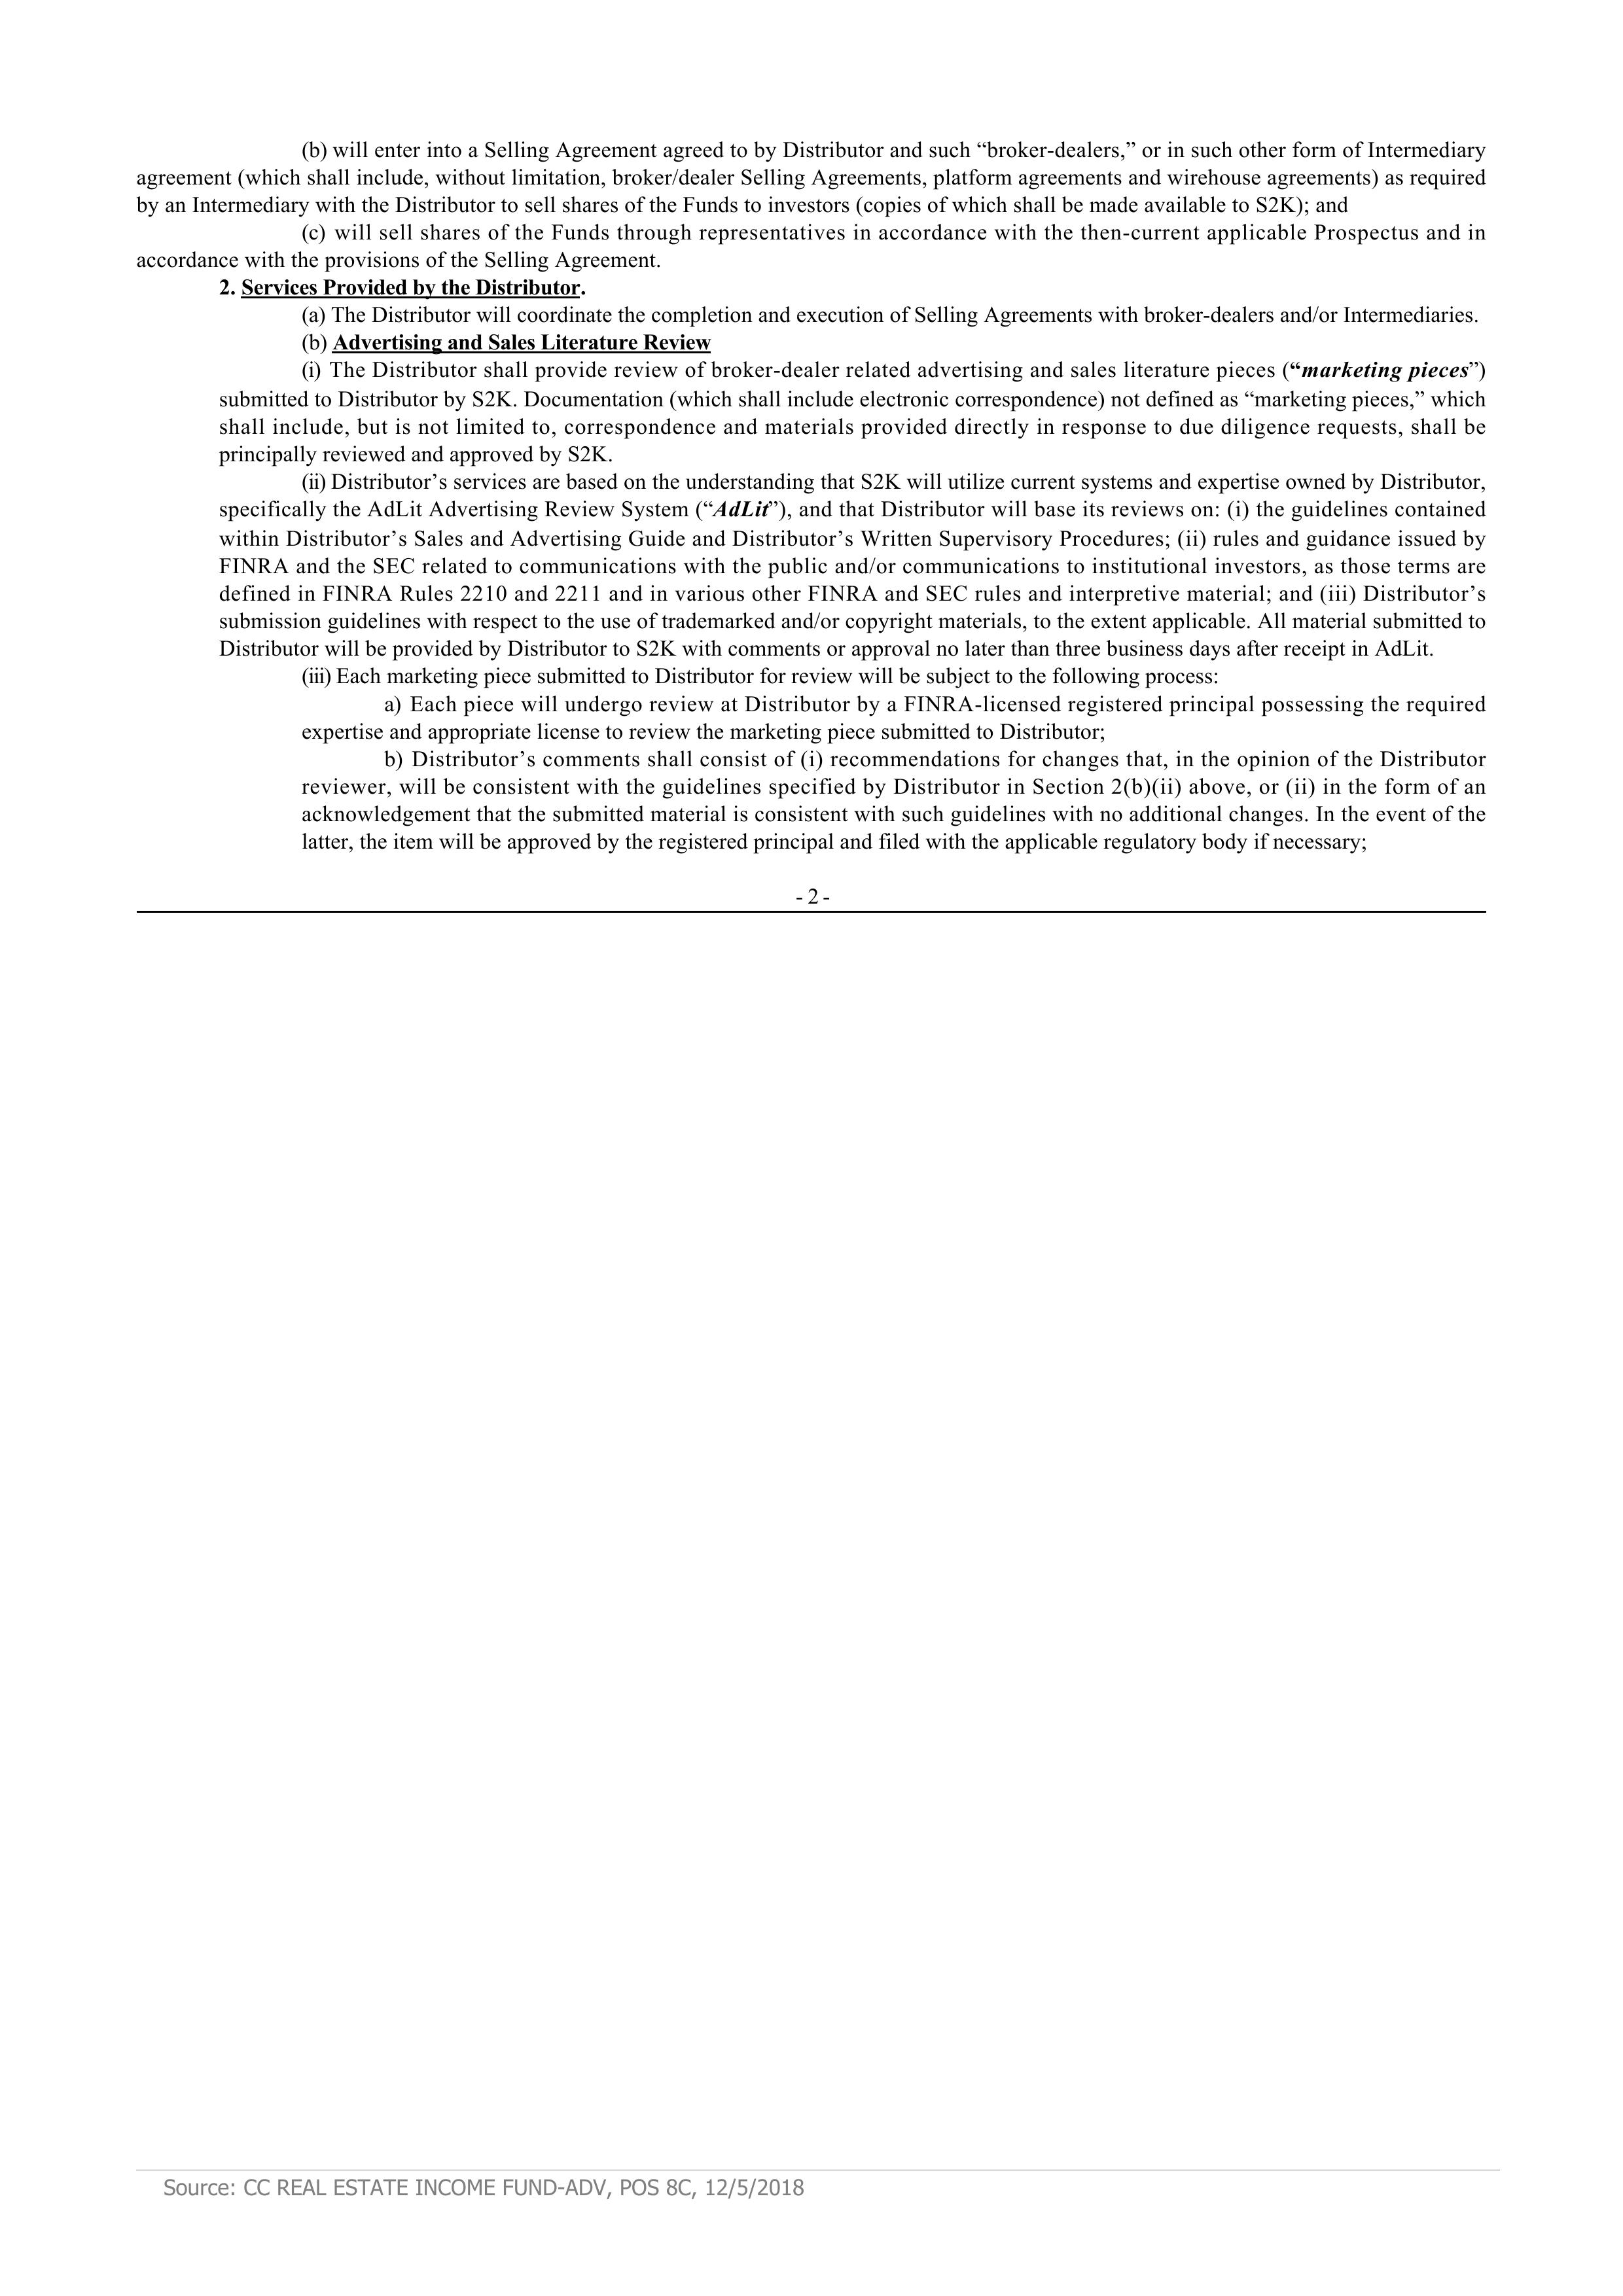 (b) will enter into a Selling Agreement agreed to by Distributor and such “broker-dealers,” or in such other form of Intermediary
agreement (which shall include, without limitation, broker/dealer Selling Agreements, platform agreements and wirehouse agreements) as required
by an Intermediary with the Distributor to sell shares of the Funds to investors (copies of which shall be made available to S2K); and
(c) will sell shares of the Funds through representatives in accordance with the then-current applicable Prospectus and in
accordance with the provisions of the Selling Agreement.
2. Services Provided by the Distributor.
(a) The Distributor will coordinate the completion and execution of Selling Agreements with broker-dealers and/or Intermediaries.
(b) Advertising and Sales Literature Review
(i) The Distributor shall provide review of broker-dealer related advertising and sales literature pieces (“marketing pieces”)
submitted to Distributor by S2K. Documentation (which shall include electronic correspondence) not defined as “marketing pieces,” which
shall include, but is not limited to, correspondence and materials provided directly in response to due diligence requests, shall be
principally reviewed and approved by S2K.
(ii) Distributor’s services are based on the understanding that S2K will utilize current systems and expertise owned by Distributor,
specifically the AdLit Advertising Review System (“AdLit”), and that Distributor will base its reviews on: (i) the guidelines contained
within Distributor’s Sales and Advertising Guide and Distributor’s Written Supervisory Procedures; (ii) rules and guidance issued by
FINRA and the SEC related to communications with the public and/or communications to institutional investors, as those terms are
defined in FINRA Rules 2210 and 2211 and in various other FINRA and SEC rules and interpretive material; and (iii) Distributor’s
submission guidelines with respect to the use of trademarked and/or copyright materials, to the extent applicable. All material submitted to
Distributor will be provided by Distributor to S2K with comments or approval no later than three business days after receipt in AdLit.
(iii) Each marketing piece submitted to Distributor for review will be subject to the following process:
a) Each piece will undergo review at Distributor by a FINRA-licensed registered principal possessing the required
expertise and appropriate license to review the marketing piece submitted to Distributor;
b) Distributor’s comments shall consist of (i) recommendations for changes that, in the opinion of the Distributor
reviewer, will be consistent with the guidelines specified by Distributor in Section 2(b)(ii) above, or (ii) in the form of an
acknowledgement that the submitted material is consistent with such guidelines with no additional changes. In the event of the
latter, the item will be approved by the registered principal and filed with the applicable regulatory body if necessary;
- 2 -
Source: CC REAL ESTATE INCOME FUND-ADV, POS 8C, 12/5/2018